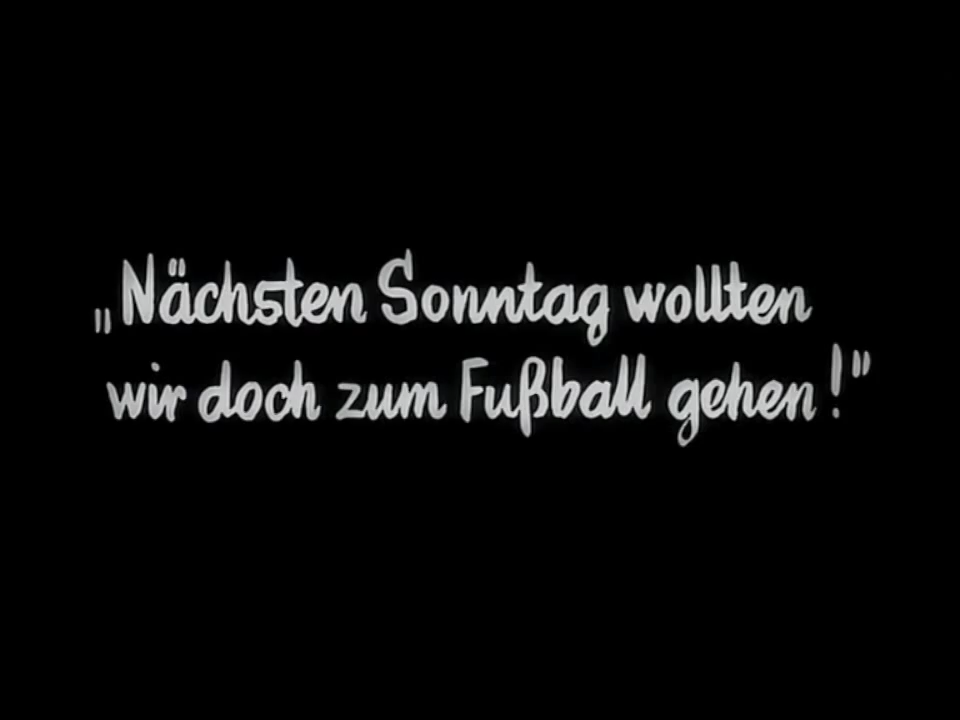 „Nächsten Sonntag wollten
wir doch zum Fußball gehen!”